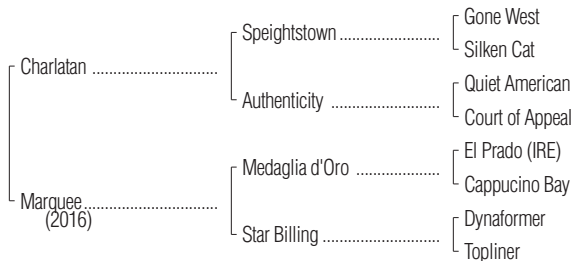 Gone West
Speightstown ....................
Silken Cat
Charlatan ..........................
Quiet American
Authenticity ......................
Court of Appeal
El Prado (IRE)
Medaglia d'Oro .................
Cappucino Bay
Marquee...........................
(2016)
Dynaformer
Star Billing ........................
Topliner